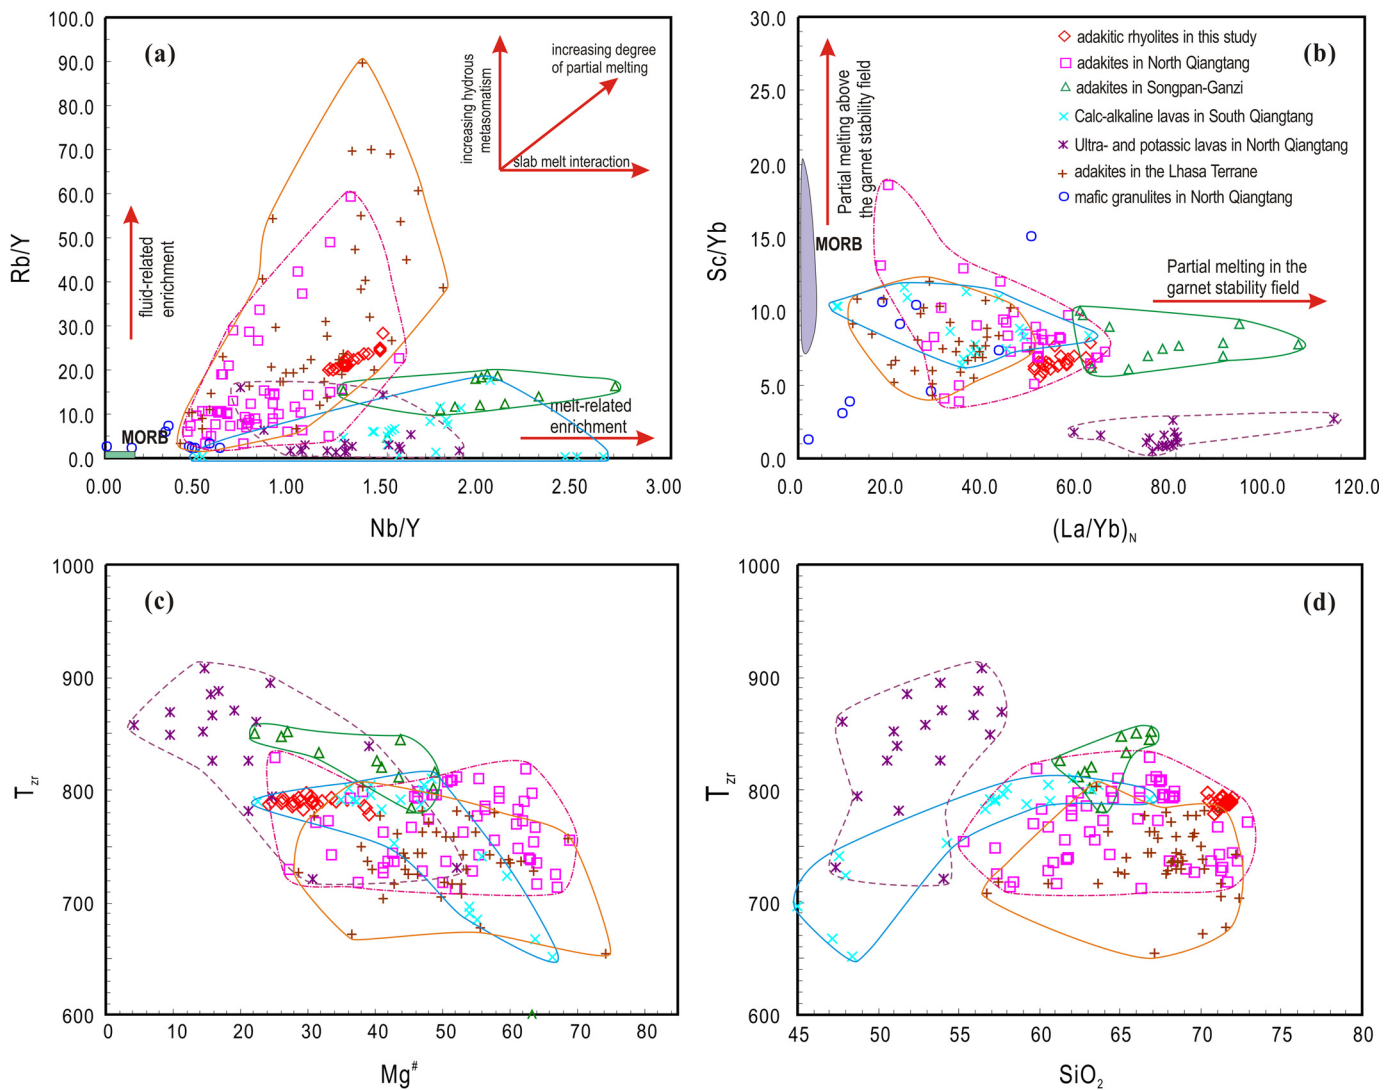 (a)
100.0
90.0
80.0
70.0
60.0
50.0
40.0
30.0
20.0
10.0
0.0
Rb/Y
increasing hydrous
metasomatism
increasing degree
of partial melting
slab melt interaction
fluid-related
enrichment
MORB
melt-related
enrichment
0.00
0.50
1.00
1.50
2.00
2.50
3.00
Nb/Y
(b)
30.0
25.0
20.0
15.0
10.0
5.0
0.0
Sc/Yb
Partial melting above
the garnet stability field
adakitic rhyolites in this study
adakites in North Qiangtang
adakites in Songpan-Ganzi
Calc-alkaline lavas in South Qiangtang
Ultra- and potassic lavas in North Qiangtang
adakites in the Lhasa Terrane
mafic granulites in North Qiangtang
MORB
Partial melting in the
garnet stability field
0.0
20.0
40.0
60.0
80.0
100.0
120.0
(La/Yb)N
(c)
1000
900
800
700
600
Tzr
0
10
20
30
40
50
60
70
80
Mg#
(d)
1000
900
800
700
600
Tzr
45
50
55
60
65
70
75
80
SiO2